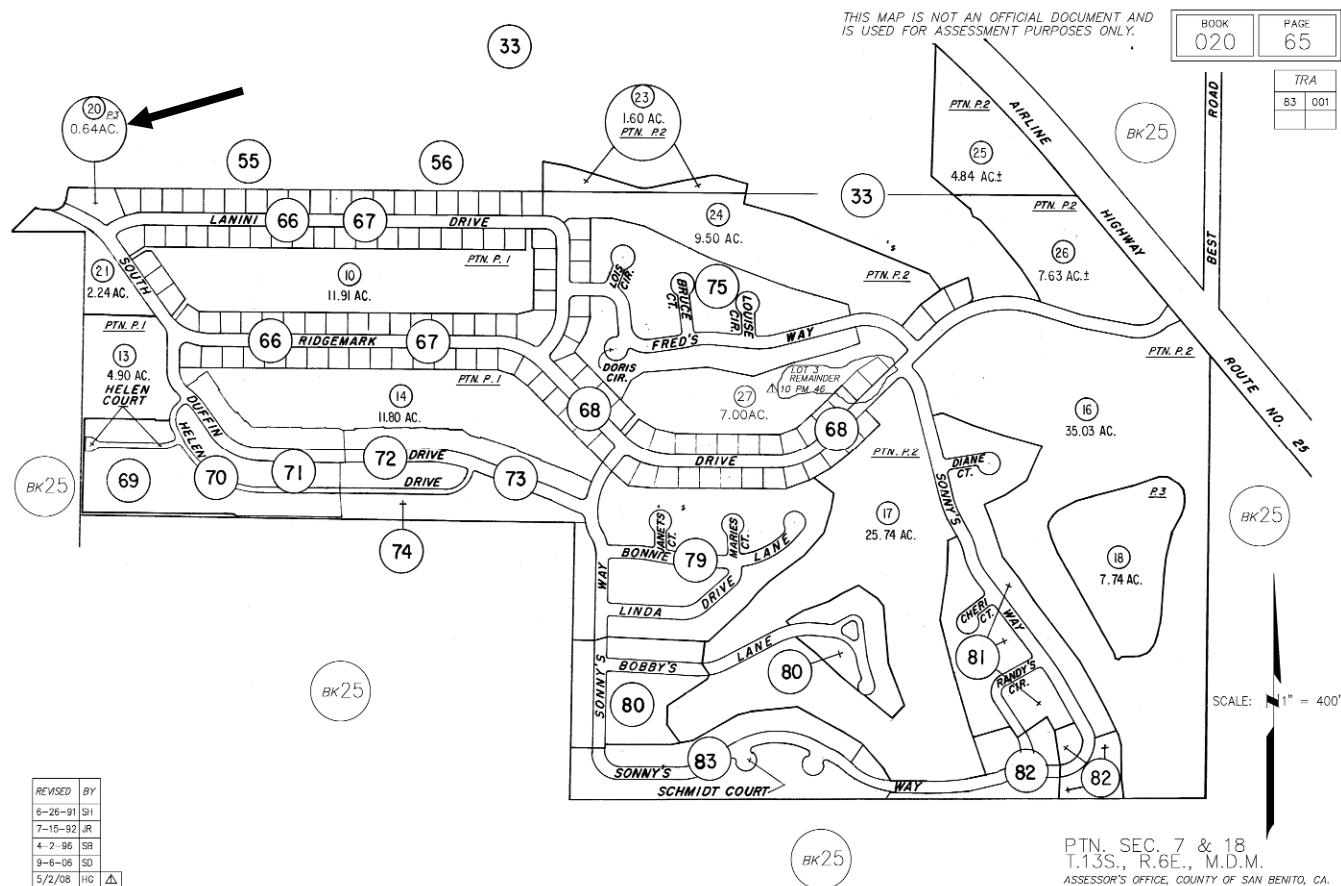 THIS MAP IS NOT AN OFFICIAL DOCUMENT AND
IS USED FOR ASSESSMENT PURPOSES ONLY.
BOOK
020
PAGE
65
TRA
83 001
33
20 P.3
0.64AC.
23
1.60 AC.
PTN. P.2
PTN. P.2
25
4.84 AC.±
AIRLINE
HIGHWAY
ROUTE NO. 25
BEST ROAD
BK25
55
56
33
LANINI
66
67
DRIVE
24
9.50 AC.
PTN. P.2
26
7.63 AC.±
PTN. P.2
21
2.24 AC.
SOUTH
10
11.91 AC.
PTN. P.1
LOIS
CIR.
BRUCE
CT.
75
LOUISE
CIR.
PTN. P.1
13
4.90 AC.
HELEN
COURT
66
RIDGEMARK
67
PTN. P.1
14
11.80 AC.
DORIS
CIR.
FRED'S
WAY
LOT 3
REMAINDER
10 PM 46
27
7.00AC.
PTN. P.2
16
35.03 AC.
DUFFIN
HELEN
68
68
DRIVE
PTN. P.2
BK25
69
70
71
72
DRIVE
DRIVE
73
74
DIANE
CT.
SONNY'S
P.3
BK25
17
25.74 AC.
18
7.74 AC.
BONNIE
CT.
79
MARIES
CT.
LANE
WAY
LINDA
DRIVE
CHERI
CT.
WAY
81
BK25
SONNY'S
BOBBY'S
LANE
80
80
RANDY'S
CIR.
SCALE: 1" = 400'
SONNY'S
83
SCHMIDT COURT
WAY
82
82
REVISED BY
6-26-91 SH
7-15-92 JR
4-2-96 SB
9-6-06 SD
5/2/08 HG
BK25
PTN. SEC. 7 & 18
T.13S., R.6E., M.D.M.
ASSESSOR'S OFFICE, COUNTY OF SAN BENITO, CA.